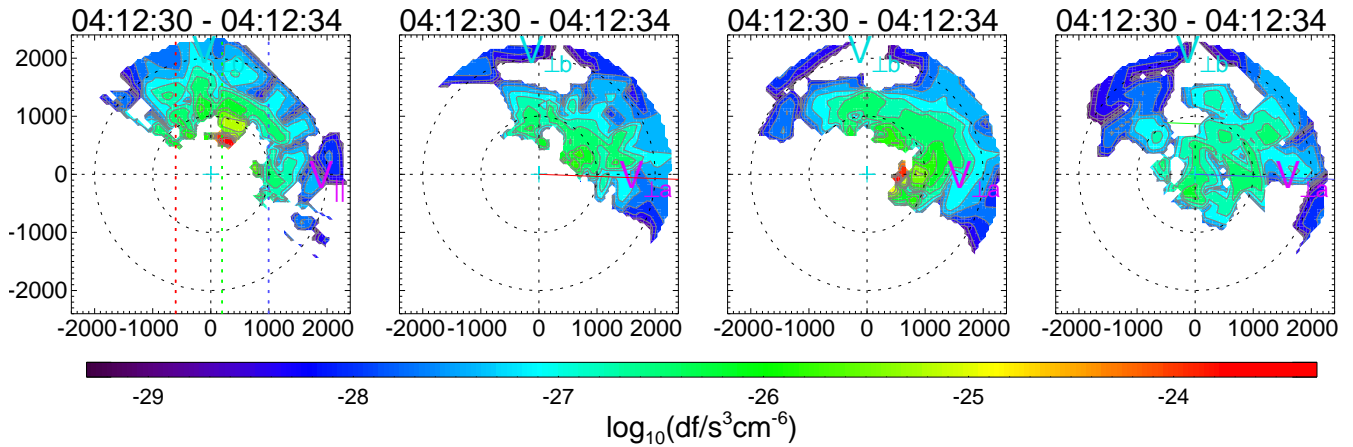 04:12:30 - 04:12:34 04:12:30 - 04:12:34 04:12:30 - 04:12:34 04:12:30 - 04:12:34
V V⊥b V⊥b V⊥b
2000
1000
0
-1000
-2000
V|| V⊥a V⊥a V⊥a
-2000 -1000 0 1000 2000 -2000 -1000 0 1000 2000 -2000 -1000 0 1000 2000 -2000 -1000 0 1000 2000
-29 -28 -27 -26 -25 -24
log10(df/s3cm-6)